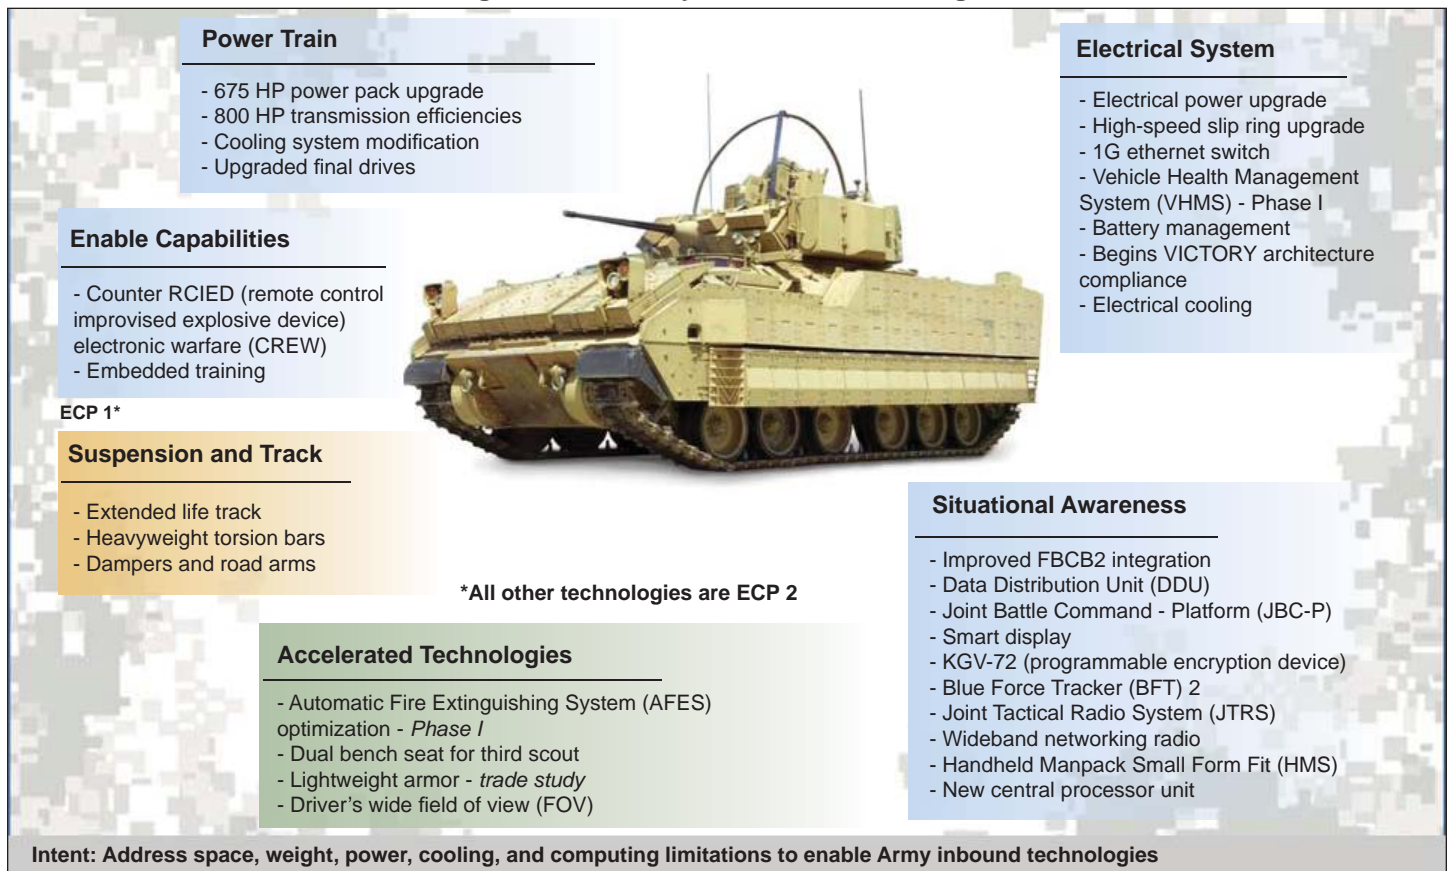 Power Train
- 675 HP power pack upgrade
- 800 HP transmission efficiencies
- Cooling system modification
- Upgraded final drives
Electrical System
- Electrical power upgrade
- High-speed slip ring upgrade
- 1G ethernet switch
- Vehicle Health Management
System (VHMS) - Phase I
- Battery management
- Begins VICTORY architecture
compliance
- Electrical cooling
Enable Capabilities
- Counter RCIED (remote control
improvised explosive device)
electronic warfare (CREW)
- Embedded training
ECP 1*
Suspension and Track
- Extended life track
- Heavyweight torsion bars
- Dampers and road arms
*All other technologies are ECP 2
Situational Awareness
- Improved FBCB2 integration
- Data Distribution Unit (DDU)
- Joint Battle Command - Platform (JBC-P)
- Smart display
- KGV-72 (programmable encryption device)
- Blue Force Tracker (BFT) 2
- Joint Tactical Radio System (JTRS)
- Wideband networking radio
- Handheld Manpack Small Form Fit (HMS)
- New central processor unit
Accelerated Technologies
- Automatic Fire Extinguishing System (AFES)
optimization - Phase I
- Dual bench seat for third scout
- Lightweight armor - trade study
- Driver's wide field of view (FOV)
Intent: Address space, weight, power, cooling, and computing limitations to enable Army inbound technologies